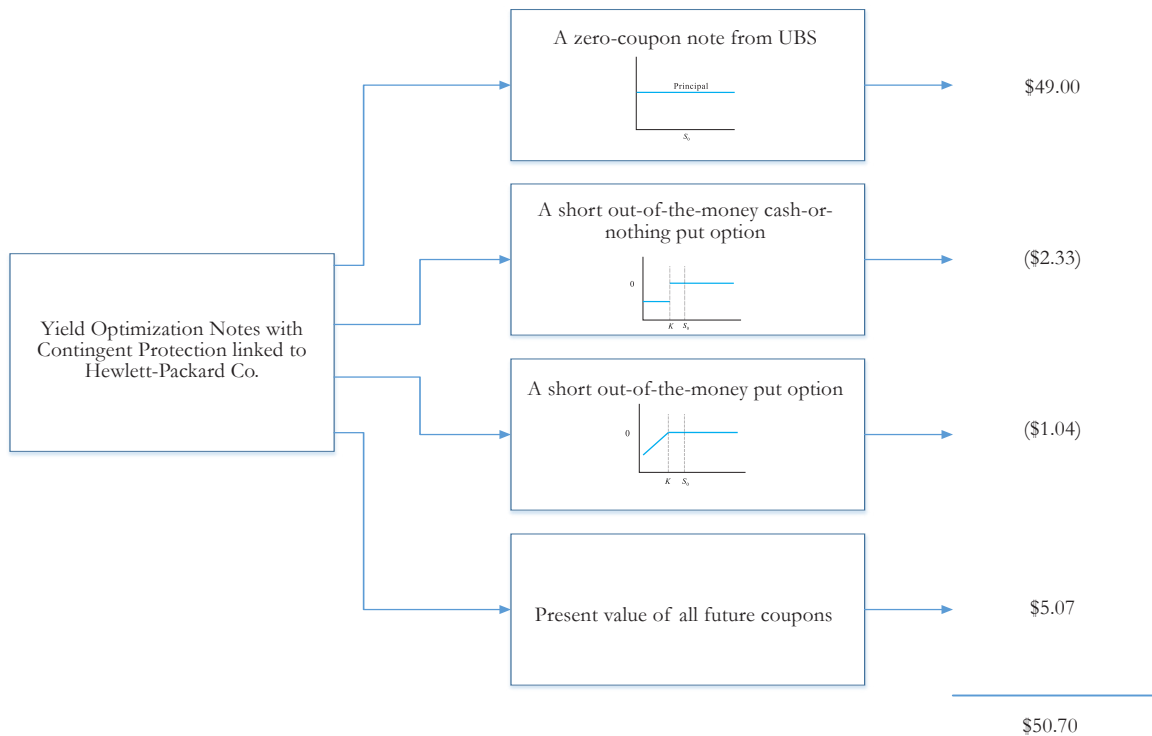 A zero-coupon note from UBS
Principal
S0
$49.00
A short out-of-the-money cash-or-
nothing put option
0
K S0
($2.33)
Yield Optimization Notes with
Contingent Protection linked to
Hewlett-Packard Co.
A short out-of-the-money put option
0
K S0
($1.04)
Present value of all future coupons
$5.07
$50.70